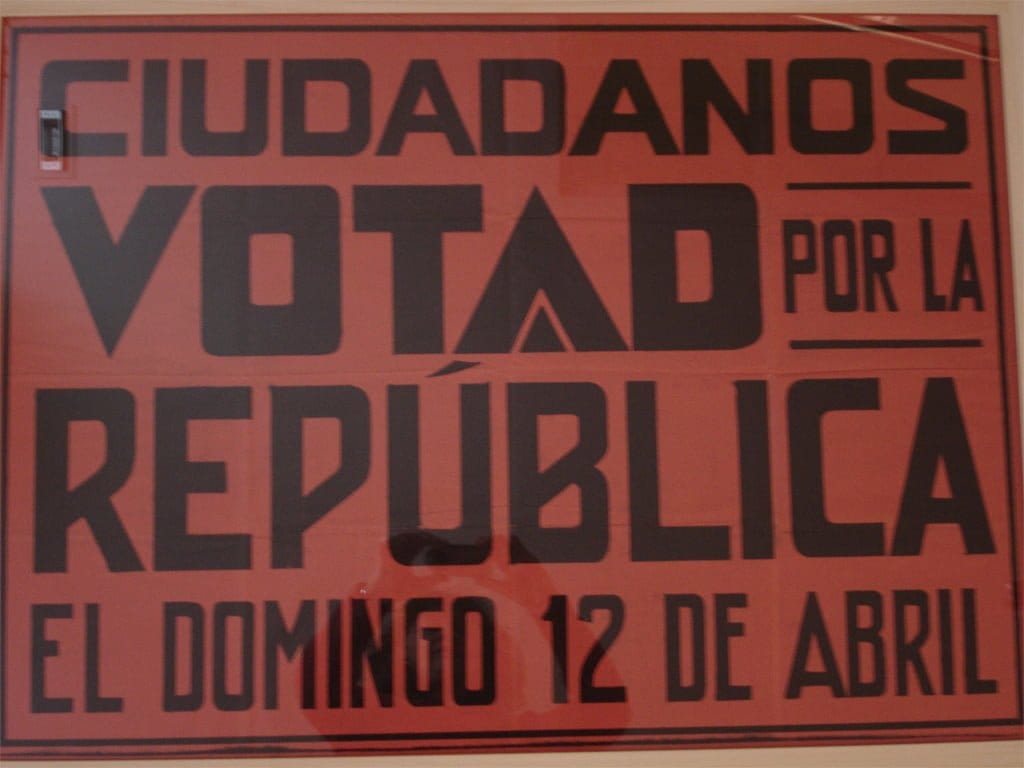 CIUDADANOS
VOTAD POR LA
REPÚBLICA
EL DOMINGO 12 DE ABRIL